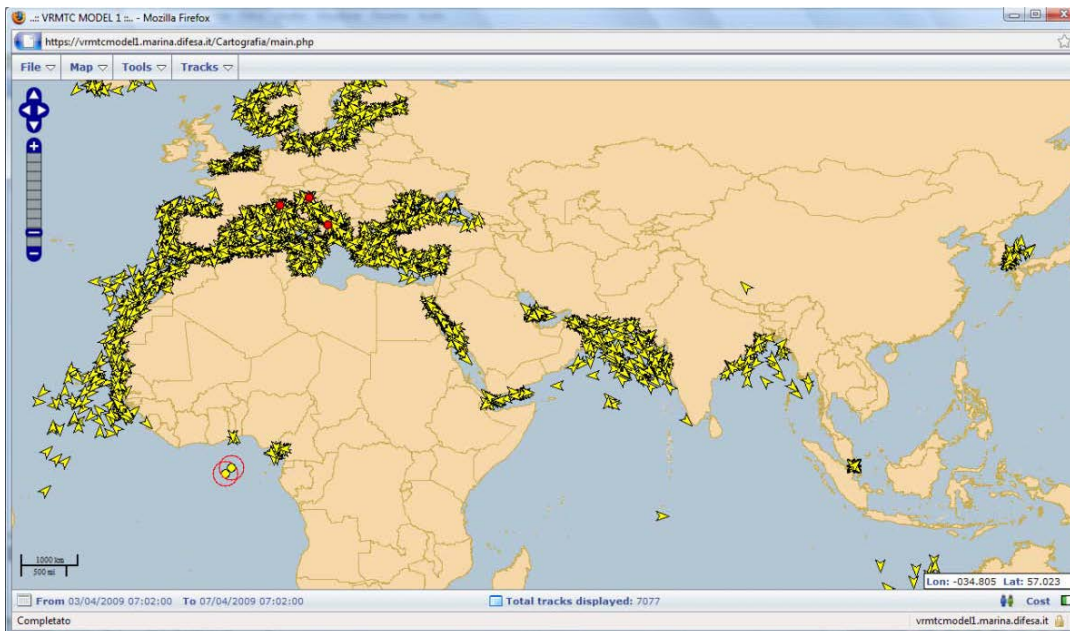 ..:: VRMTC MODEL 1 ::.. - Mozilla Firefox
https://vrmtcmodel1.marina.difesa.it/Cartografia/main.php
File Map Tools Tracks
1000 km
500 mi
Lon: -034.805 Lat: 57.023
From 03/04/2009 07:02:00 To 07/04/2009 07:02:00 Total tracks displayed: 7077 Cost
Completato vrmtcmodel1.marina.difesa.it